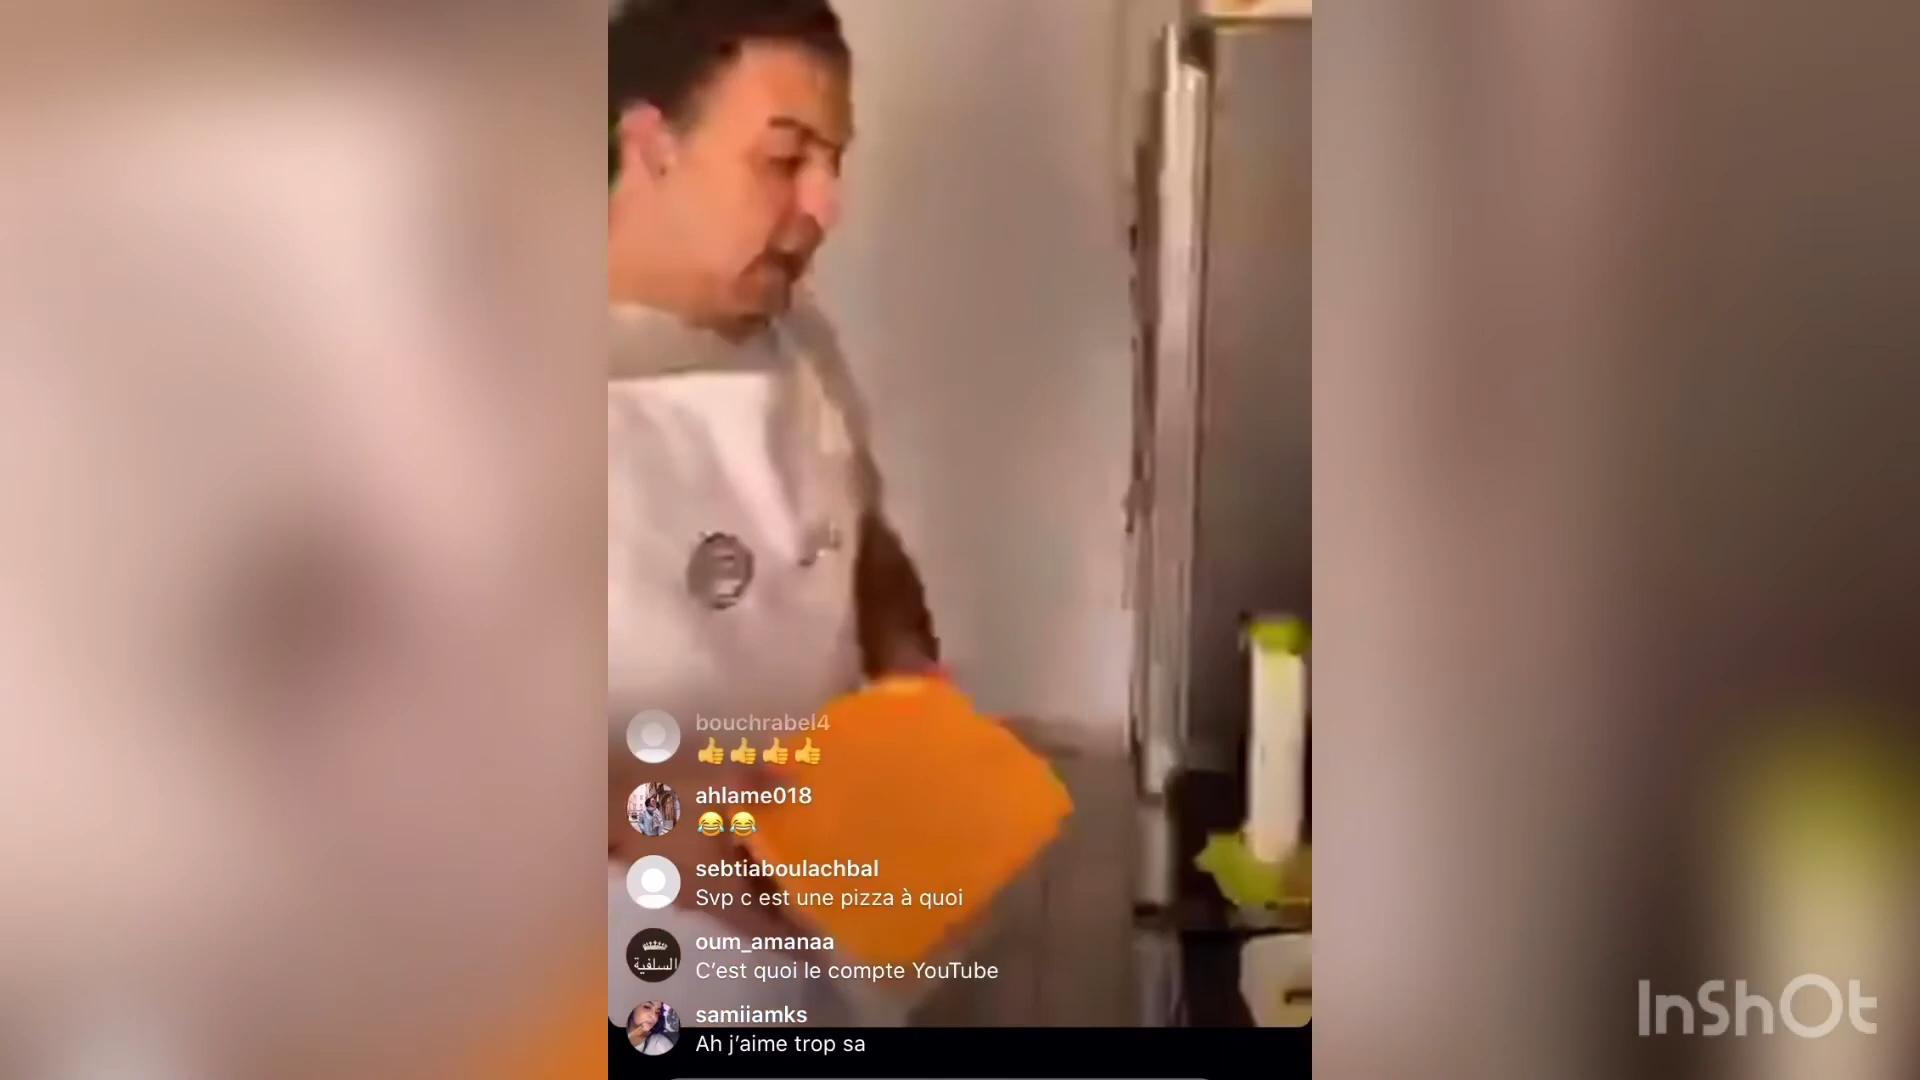 bouchrabel4
👍👍👍👍
ahlame018
😂😂
sebtiaboulachbal
Svp c est une pizza à quoi
السلفية
oum_amanaa
C’est quoi le compte YouTube
samiiamks
Ah j’aime trop sa
InShOt